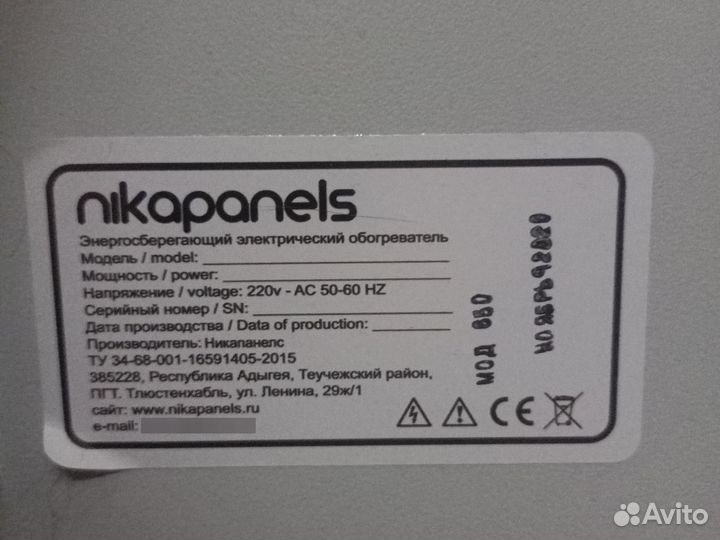 nikapanels
Энергосберегающий электрический обогреватель
Модель / model:
Мощность / power:
Напряжение / voltage: 220v - AC 50-60 HZ
Серийный номер / SN:
Дата производства / Data of production:
Производитель: Никапанелс
ТУ 34-68-001-16591405-2015
385228, Республика Адыгея, Теучежский район,
ПГТ. Тлюстенхабль, ул. Ленина, 29ж/1
сайт: www.nikapanels.ru
e-mail:
МОД 650
CE
Avito